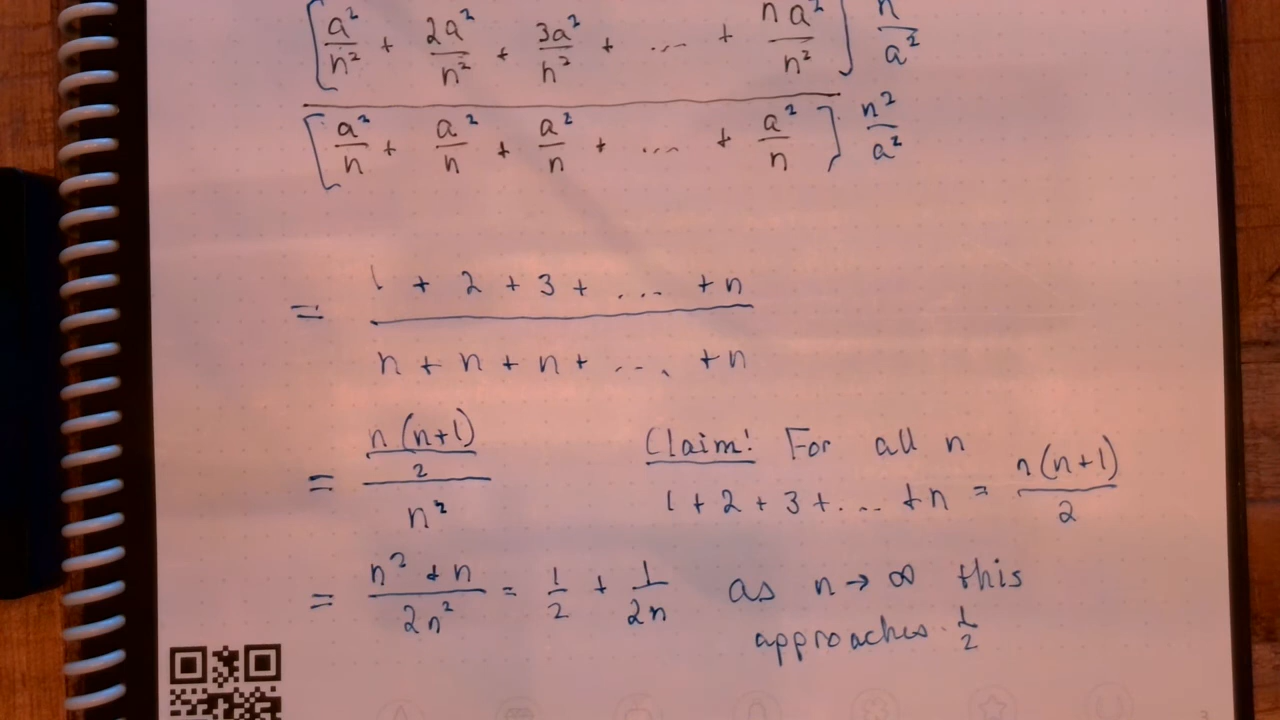 [a²/n² + 2a²/n² + 3a²/n² + .... + na²/n²]
[a²/n + a²/n + a²/n + .... + a²/n] n²/a²
= (1 + 2 + 3 + .... + n)/(n + n + n + .... + n)
= (n(n+1)/2)/n²
Claim! For all n
1 + 2 + 3 + .... + n = n(n+1)/2
= (n² + n)/2n² = 1/2 + 1/2n as n → ∞ this
approaches 1/2